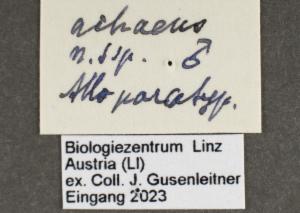 achaeus
n. ssp. ♂
Alloparatyp.
Biologiezentrum Linz
Austria (LI)
ex. Coll. J. Gusenleitner
Eingang 2023